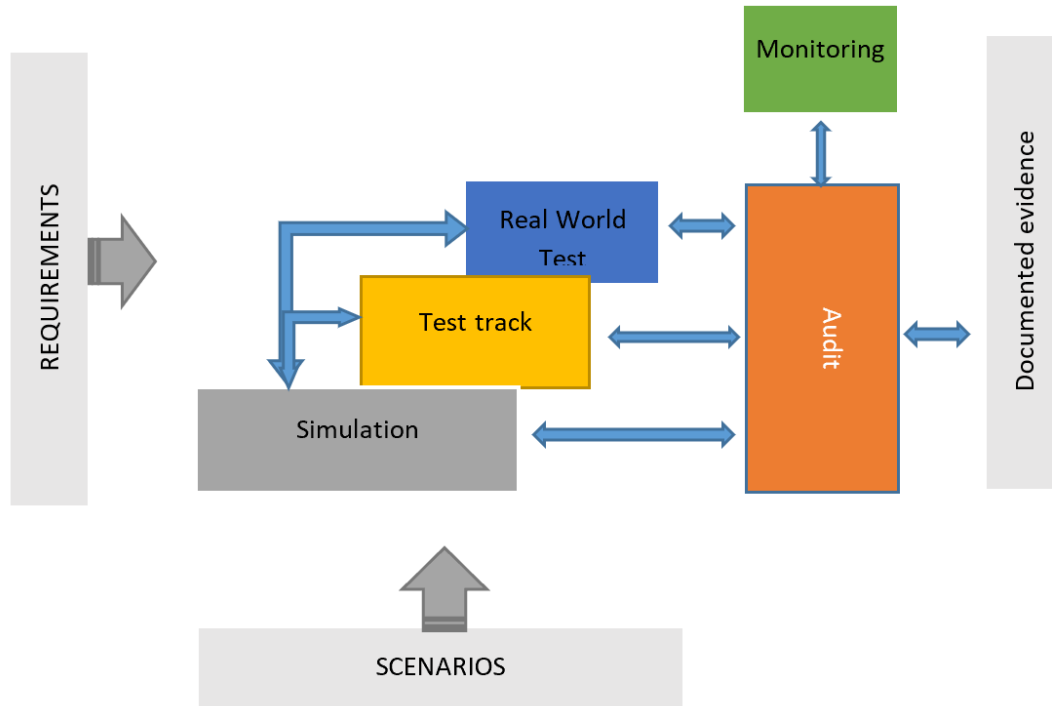 Monitoring
REQUIREMENTS
Real World
Test
Test track
Simulation
Audit
Documented evidence
SCENARIOS